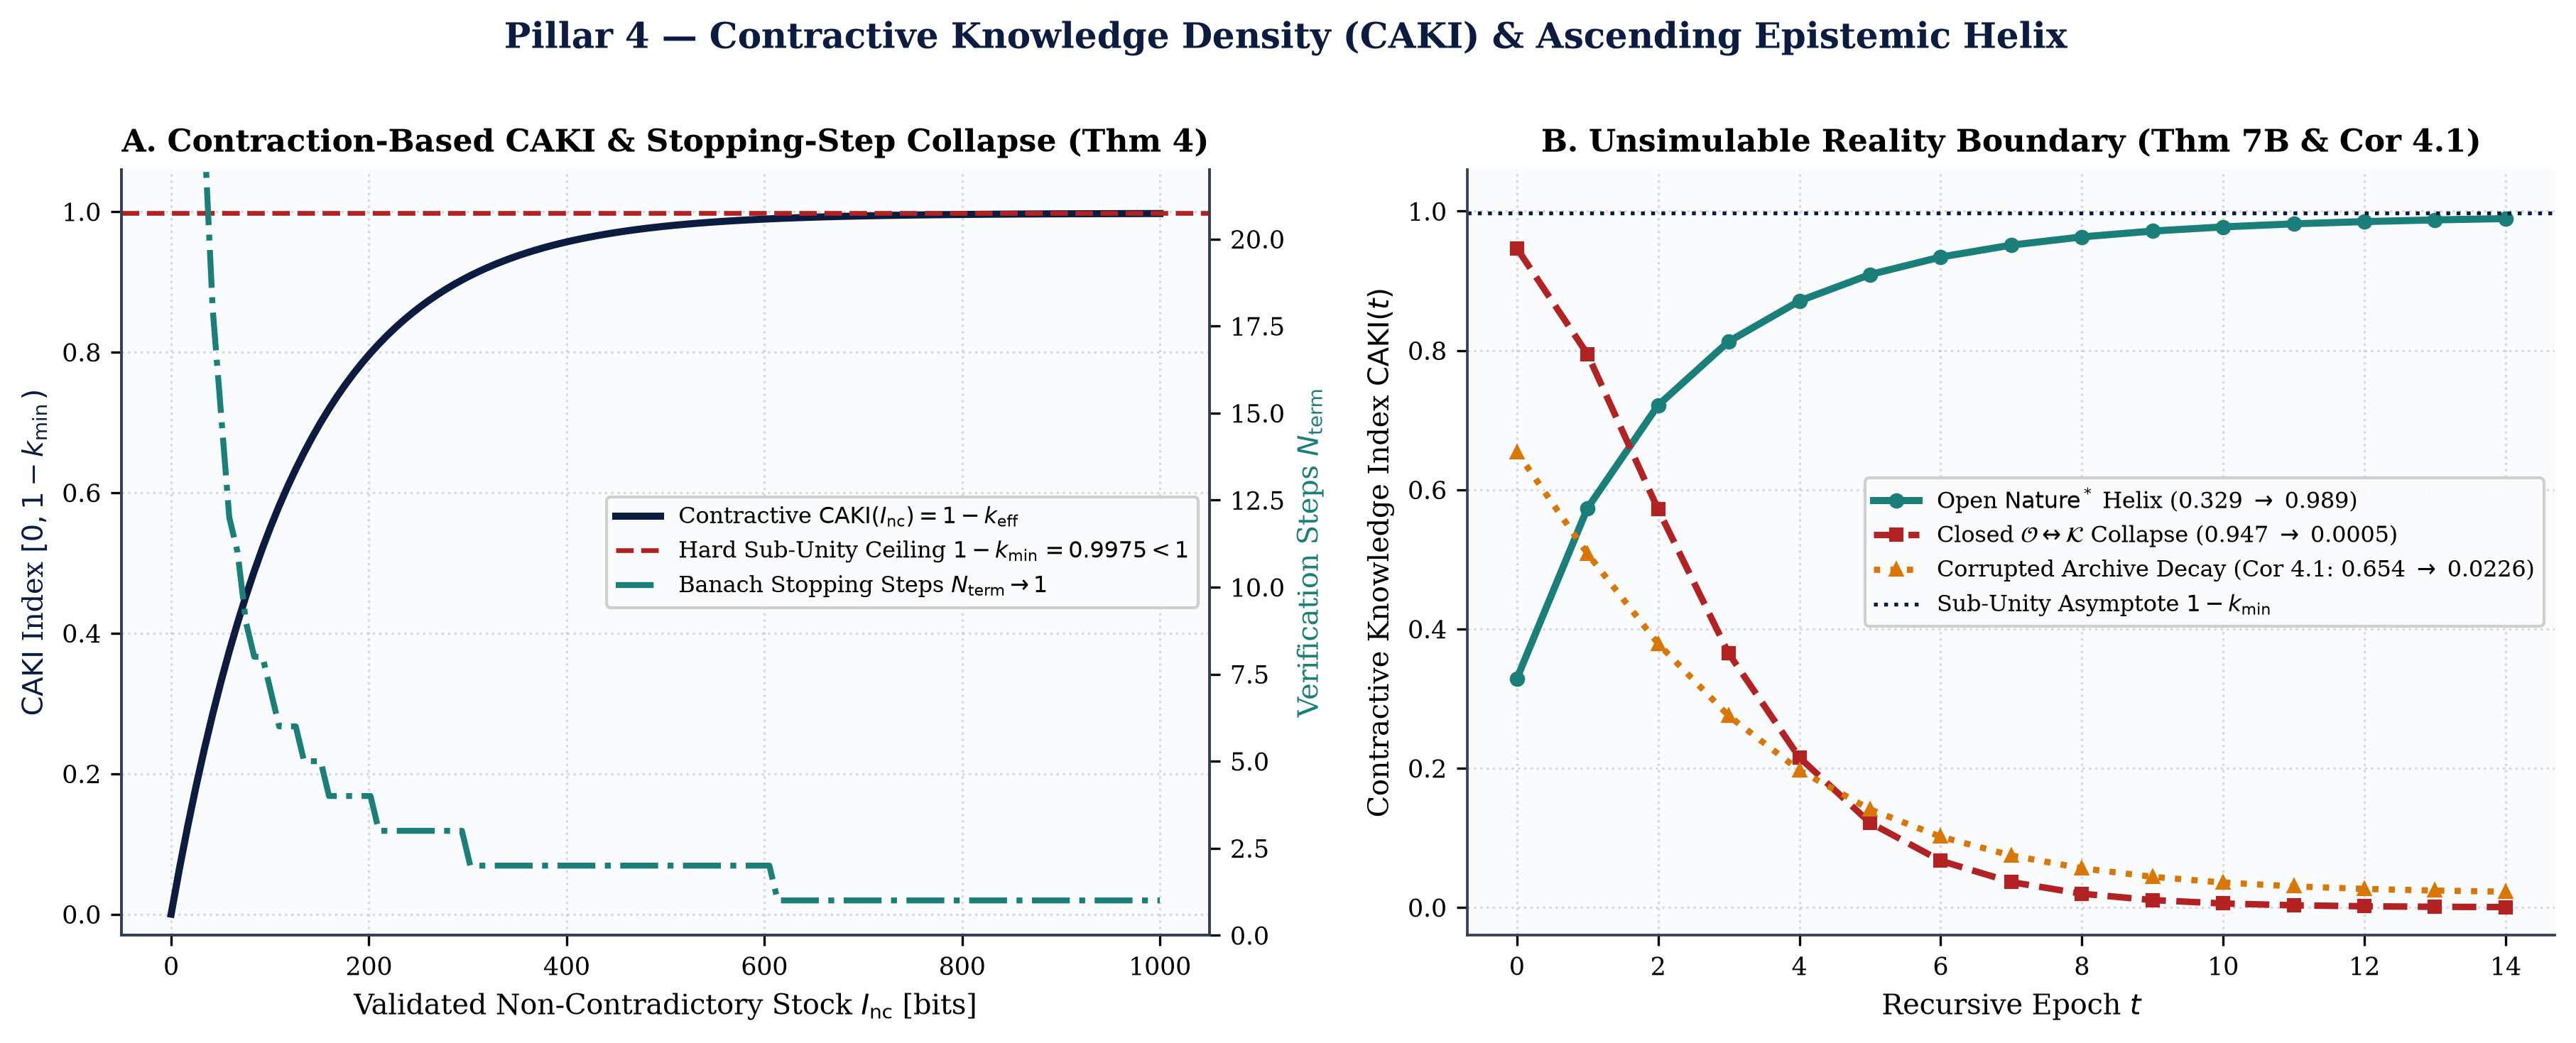 Pillar 4 — Contractive Knowledge Density (CAKI) & Ascending Epistemic Helix
A. Contraction-Based CAKI & Stopping-Step Collapse (Thm 4)
CAKI Index [0, 1 − k_min)
1.0
0.8
0.6
0.4
0.2
0.0
Contractive CAKI(I_nc) = 1 − k_eff
Hard Sub-Unity Ceiling 1 − k_min = 0.9975 < 1
Banach Stopping Steps N_term → 1
20.0
17.5
15.0
12.5
10.0
7.5
5.0
2.5
0.0
Verification Steps N_term
0 200 400 600 800 1000
Validated Non-Contradictory Stock I_nc [bits]
B. Unsimulable Reality Boundary (Thm 7B & Cor 4.1)
Contractive Knowledge Index CAKI(t)
1.0
0.8
0.6
0.4
0.2
0.0
Open Nature* Helix (0.329 → 0.989)
Closed 𝒪 ↔ 𝒦 Collapse (0.947 → 0.0005)
Corrupted Archive Decay (Cor 4.1: 0.654 → 0.0226)
Sub-Unity Asymptote 1 − k_min
0 2 4 6 8 10 12 14
Recursive Epoch t